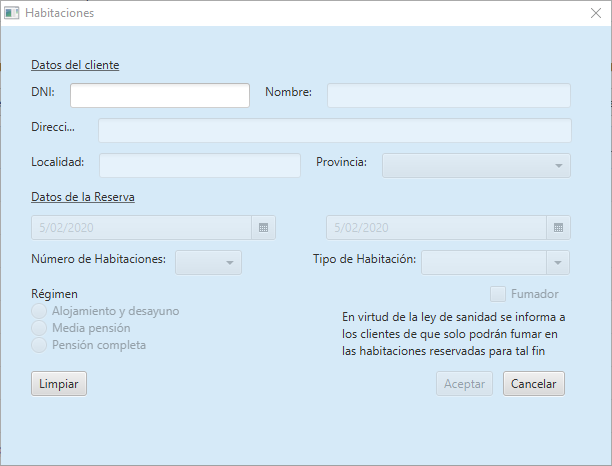 Habitaciones
Datos del cliente
DNI:
Nombre:
Direcci...
Localidad:
Provincia:
Datos de la Reserva
5/02/2020
5/02/2020
Número de Habitaciones:
Tipo de Habitación:
Régimen
Fumador
Alojamiento y desayuno
Media pensión
Pensión completa
En virtud de la ley de sanidad se informa a
los clientes de que solo podrán fumar en
las habitaciones reservadas para tal fin
Limpiar
Aceptar
Cancelar